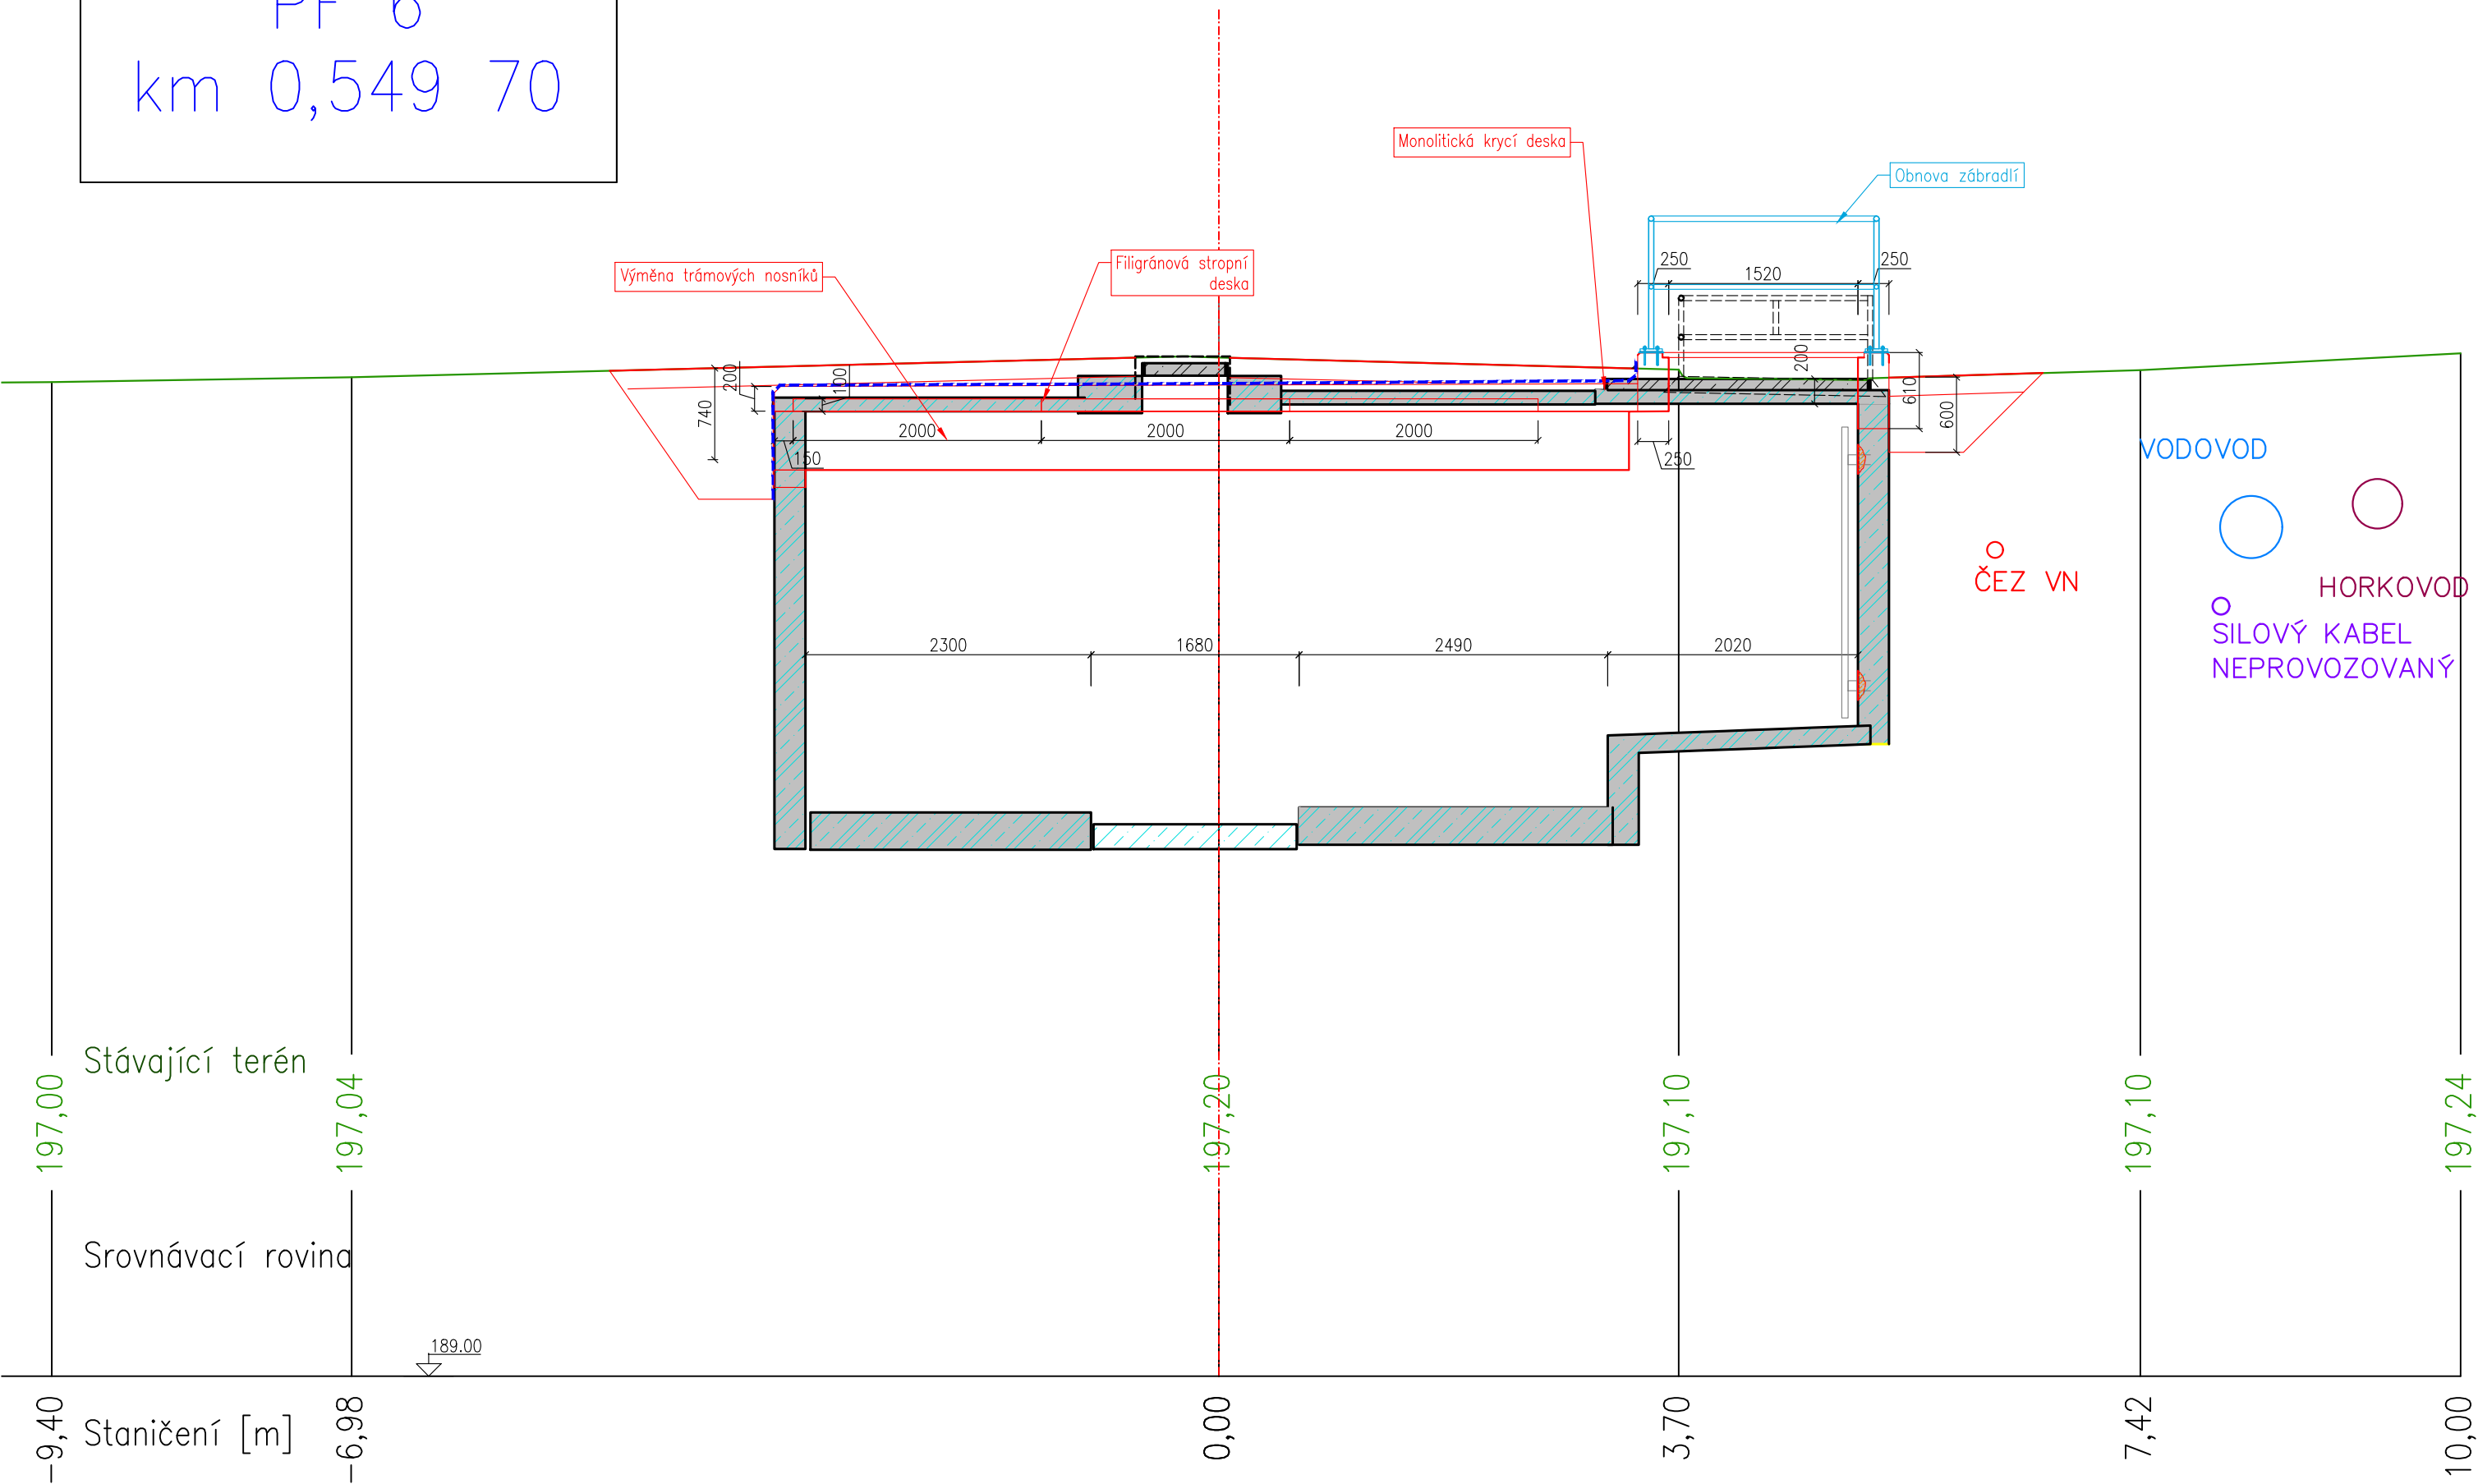 PF 6
km 0,549 70
Monolitická krycí deska
Obnova zábradlí
Výměna trámových nosníků
Filigránová stropní
deska
250
1520
250
200
100
740
200
610
600
2000
2000
2000
150
250
VODOVOD
ČEZ VN
HORKOVOD
SILOVÝ KABEL
NEPROVOZOVANÝ
2300
1680
2490
2020
Stávající terén
197,00
197,04
197,20
197,10
197,10
197,24
Srovnávací rovina
189.00
Staničení [m]
-9,40
-6,98
0,00
3,70
7,42
10,00